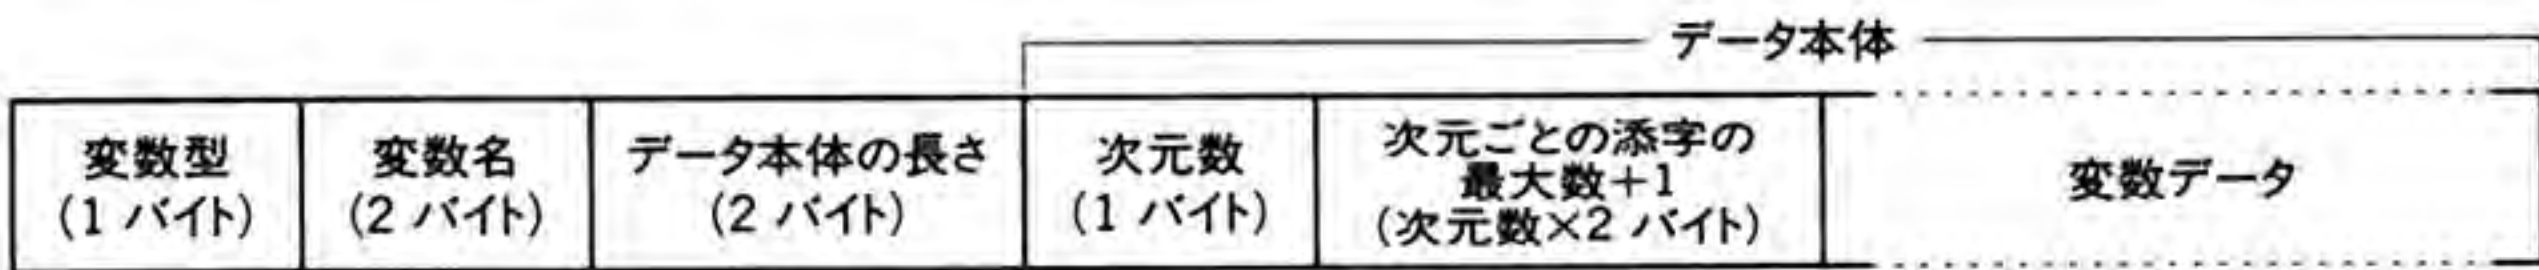 データ本体
変数型
(1 バイト)
変数名
(2 バイト)
データ本体の長さ
(2 バイト)
次元数
(1 バイト)
次元ごとの添字の
最大数+1
(次元数×2 バイト)
変数データ